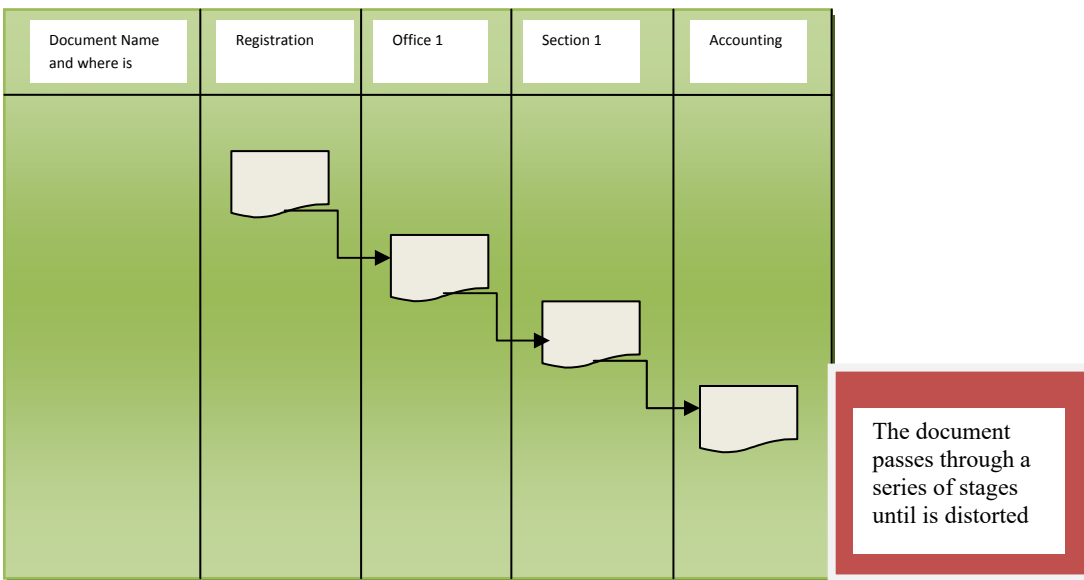 Document Name
and where is
Registration
Office 1
Section 1
Accounting
The document
passes through a
series of stages
until is distorted